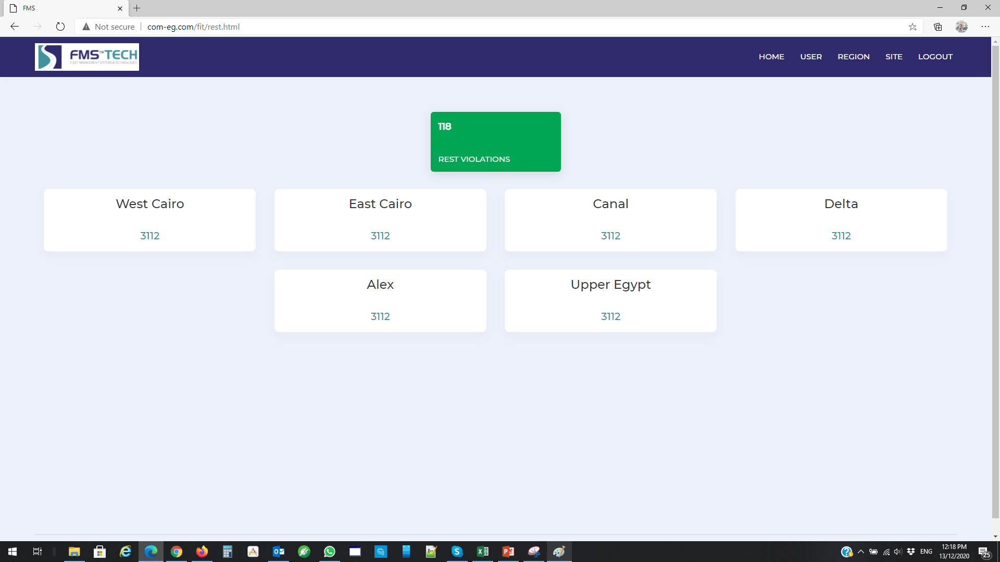 FMS
Not secure
com-eg.com/fit/rest.html
FMS™TECH
FLEET MANAGEMENT SYSTEMS & TECHNOLOGIES
HOME USER REGION SITE LOGOUT
118
REST VIOLATIONS
West Cairo
3112
East Cairo
3112
Canal
3112
Delta
3112
Alex
3112
Upper Egypt
3112
ENG
12:18 PM
13/12/2020
25